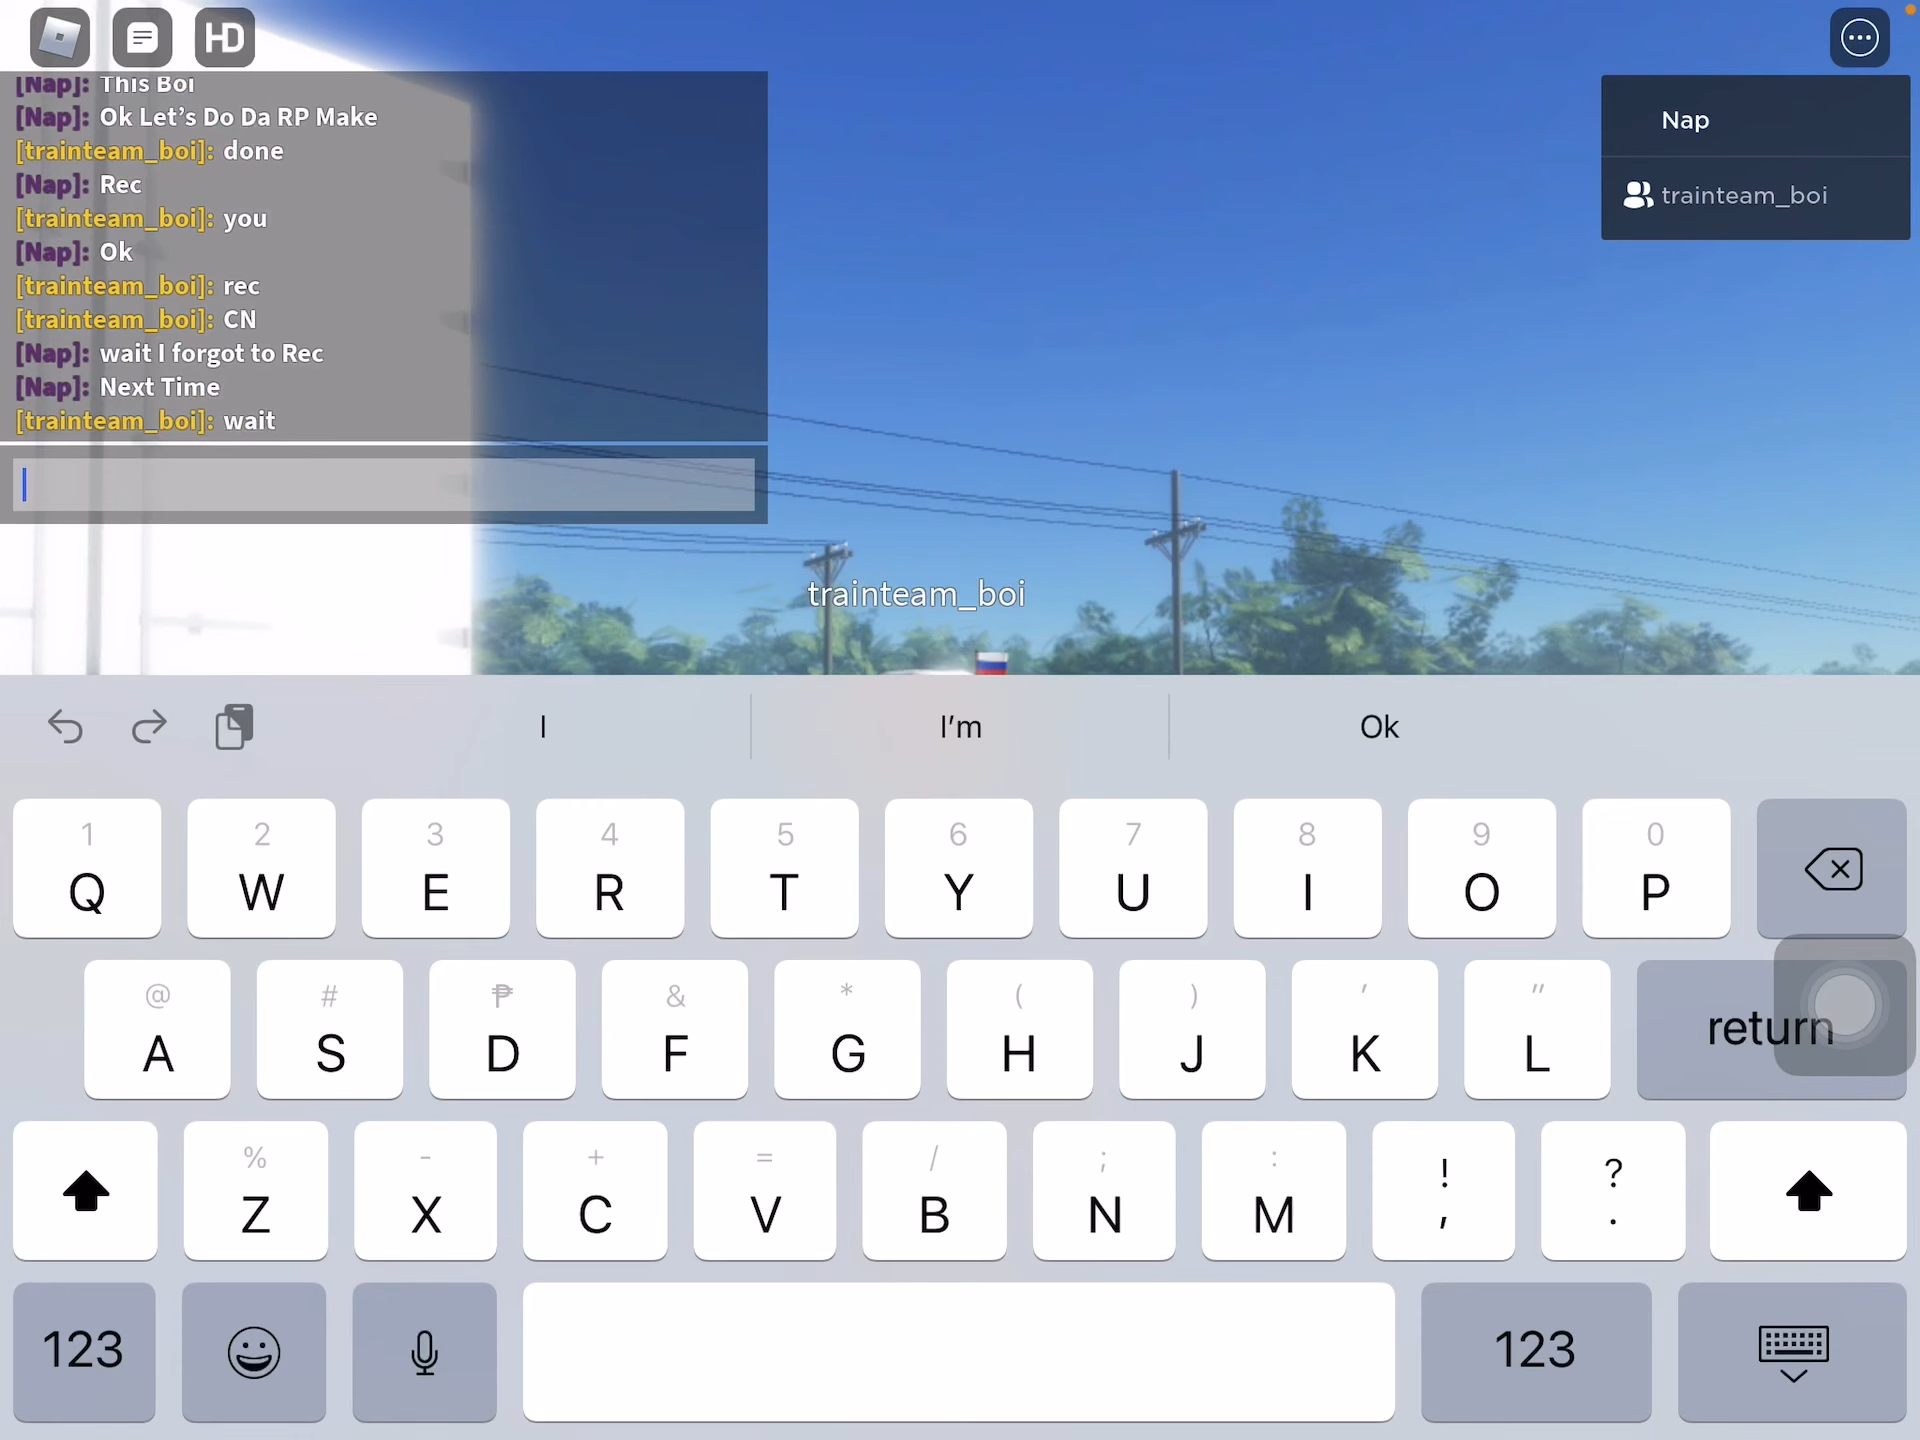 HD
[Nap]: This Boi
[Nap]: Ok Let’s Do Da RP Make
[trainteam_boi]: done
[Nap]: Rec
[trainteam_boi]: you
[Nap]: Ok
[trainteam_boi]: rec
[trainteam_boi]: CN
[Nap]: wait I forgot to Rec
[Nap]: Next Time
[trainteam_boi]: wait
Nap
trainteam_boi
trainteam_boi
I I’m Ok
1 2 3 4 5 6 7 8 9 0
Q W E R T Y U I O P
@ # ₱ & * ( ) ' "
A S D F G H J K L return
% - + = / ; : ! ?
Z X C V B N M , .
123 123